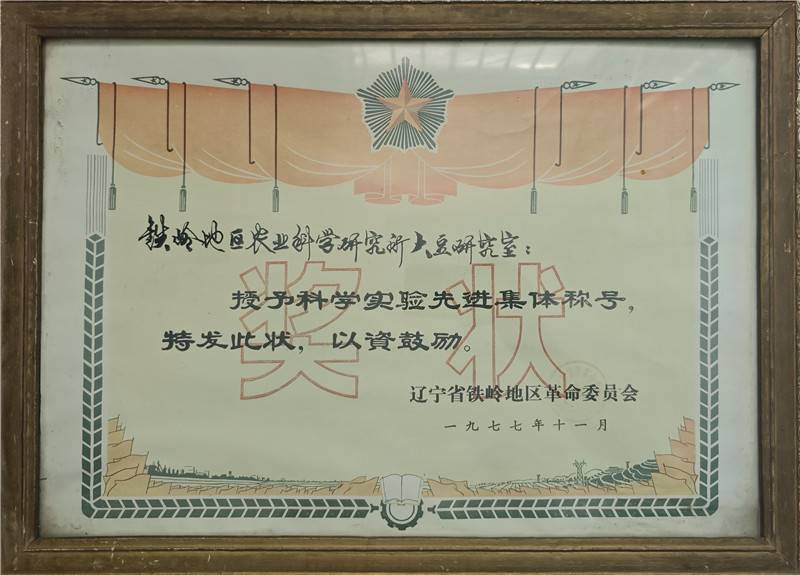 铁岭地区农业科学研究所大豆研究室：
奖状
授予科学实验先进集体称号，
特发此状，以资鼓励。
辽宁省铁岭地区革命委员会
一九七七年十一月